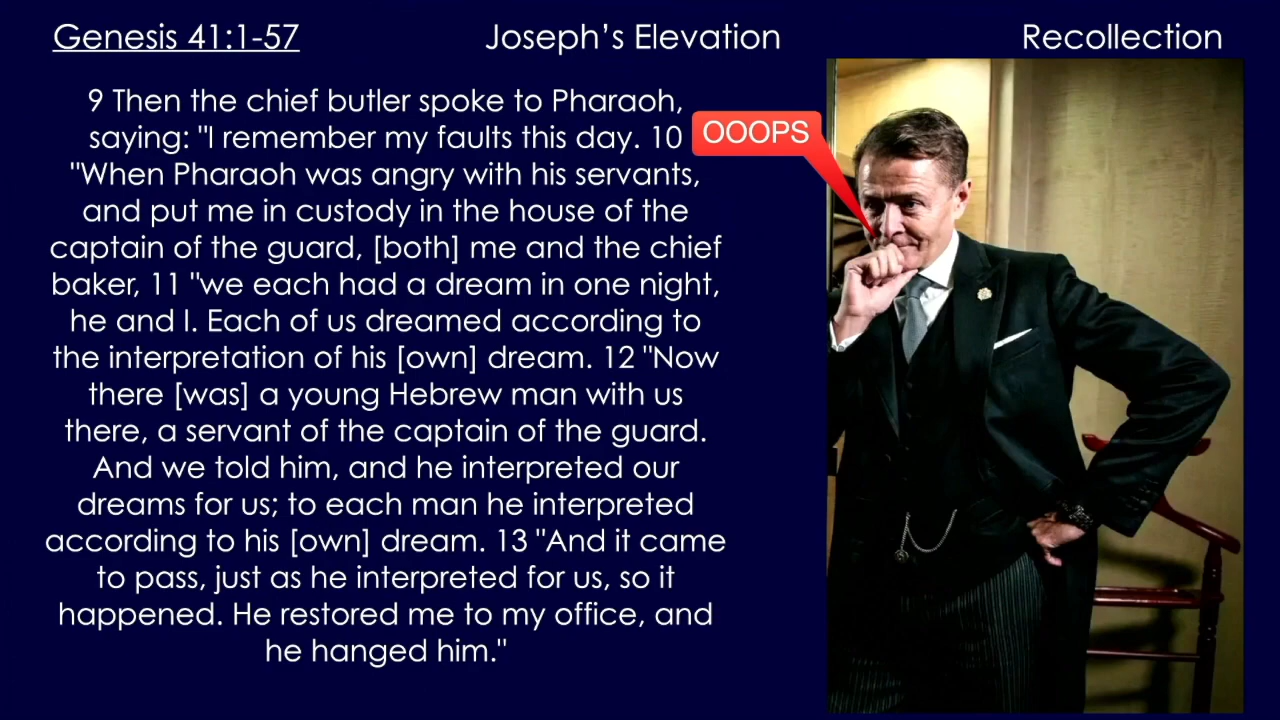 Genesis 41:1-57
Joseph's Elevation
Recollection
9 Then the chief butler spoke to Pharaoh,
saying: "I remember my faults this day. 10
"When Pharaoh was angry with his servants,
and put me in custody in the house of the
captain of the guard, [both] me and the chief
baker, 11 "we each had a dream in one night,
he and I. Each of us dreamed according to
the interpretation of his [own] dream. 12 "Now
there [was] a young Hebrew man with us
there, a servant of the captain of the guard.
And we told him, and he interpreted our
dreams for us; to each man he interpreted
according to his [own] dream. 13 "And it came
to pass, just as he interpreted for us, so it
happened. He restored me to my office, and
he hanged him."
OOOPS